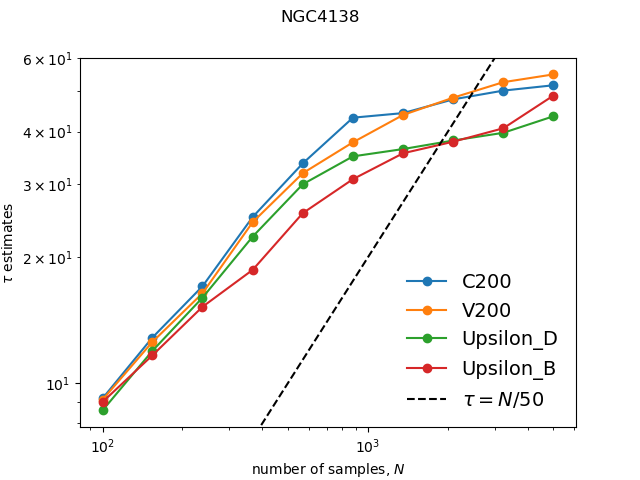 NGC4138
6 × 10¹
4 × 10¹
3 × 10¹
2 × 10¹
10¹
τ estimates
C200
V200
Upsilon_D
Upsilon_B
τ = N/50
10² 10³
number of samples, N